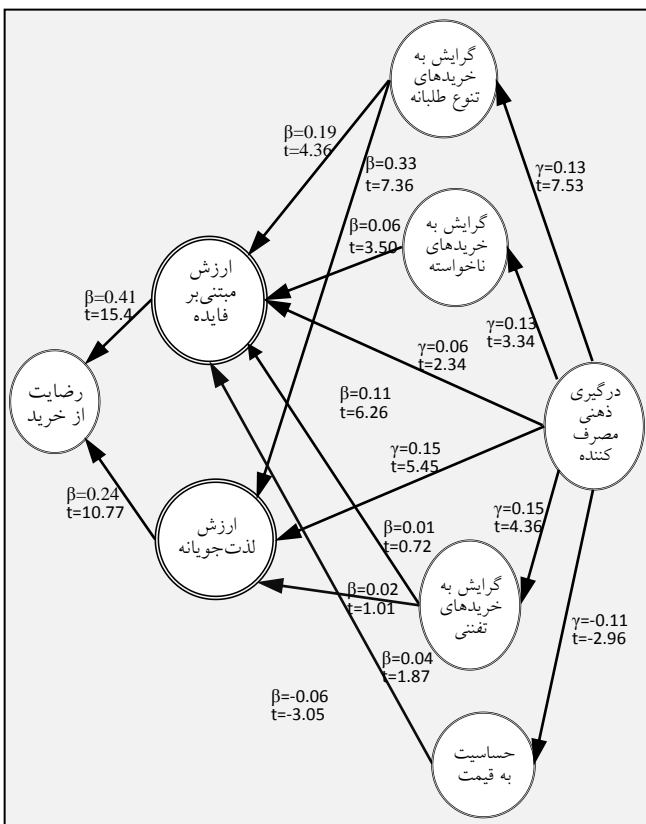 گرایش به
خریدهای
تنوع طلبانه
β=0.19
t=4.36
β=0.33
t=7.36
γ=0.13
t=7.53
گرایش به
خریدهای
ناخواسته
β=0.06
t=3.50
ارزش
مبتنی‌بر
فایده
β=0.41
t=15.4
γ=0.13
t=3.34
γ=0.06
t=2.34
رضایت
از خرید
درگیری
ذهنی
مصرف
کننده
β=0.11
t=6.26
γ=0.15
t=5.45
β=0.24
t=10.77
ارزش
لذت‌جویانه
γ=0.15
t=4.36
β=0.01
t=0.72
گرایش به
خریدهای
تفننی
β=0.02
t=1.01
γ=-0.11
t=-2.96
β=0.04
t=1.87
β=-0.06
t=-3.05
حساسیت
به قیمت